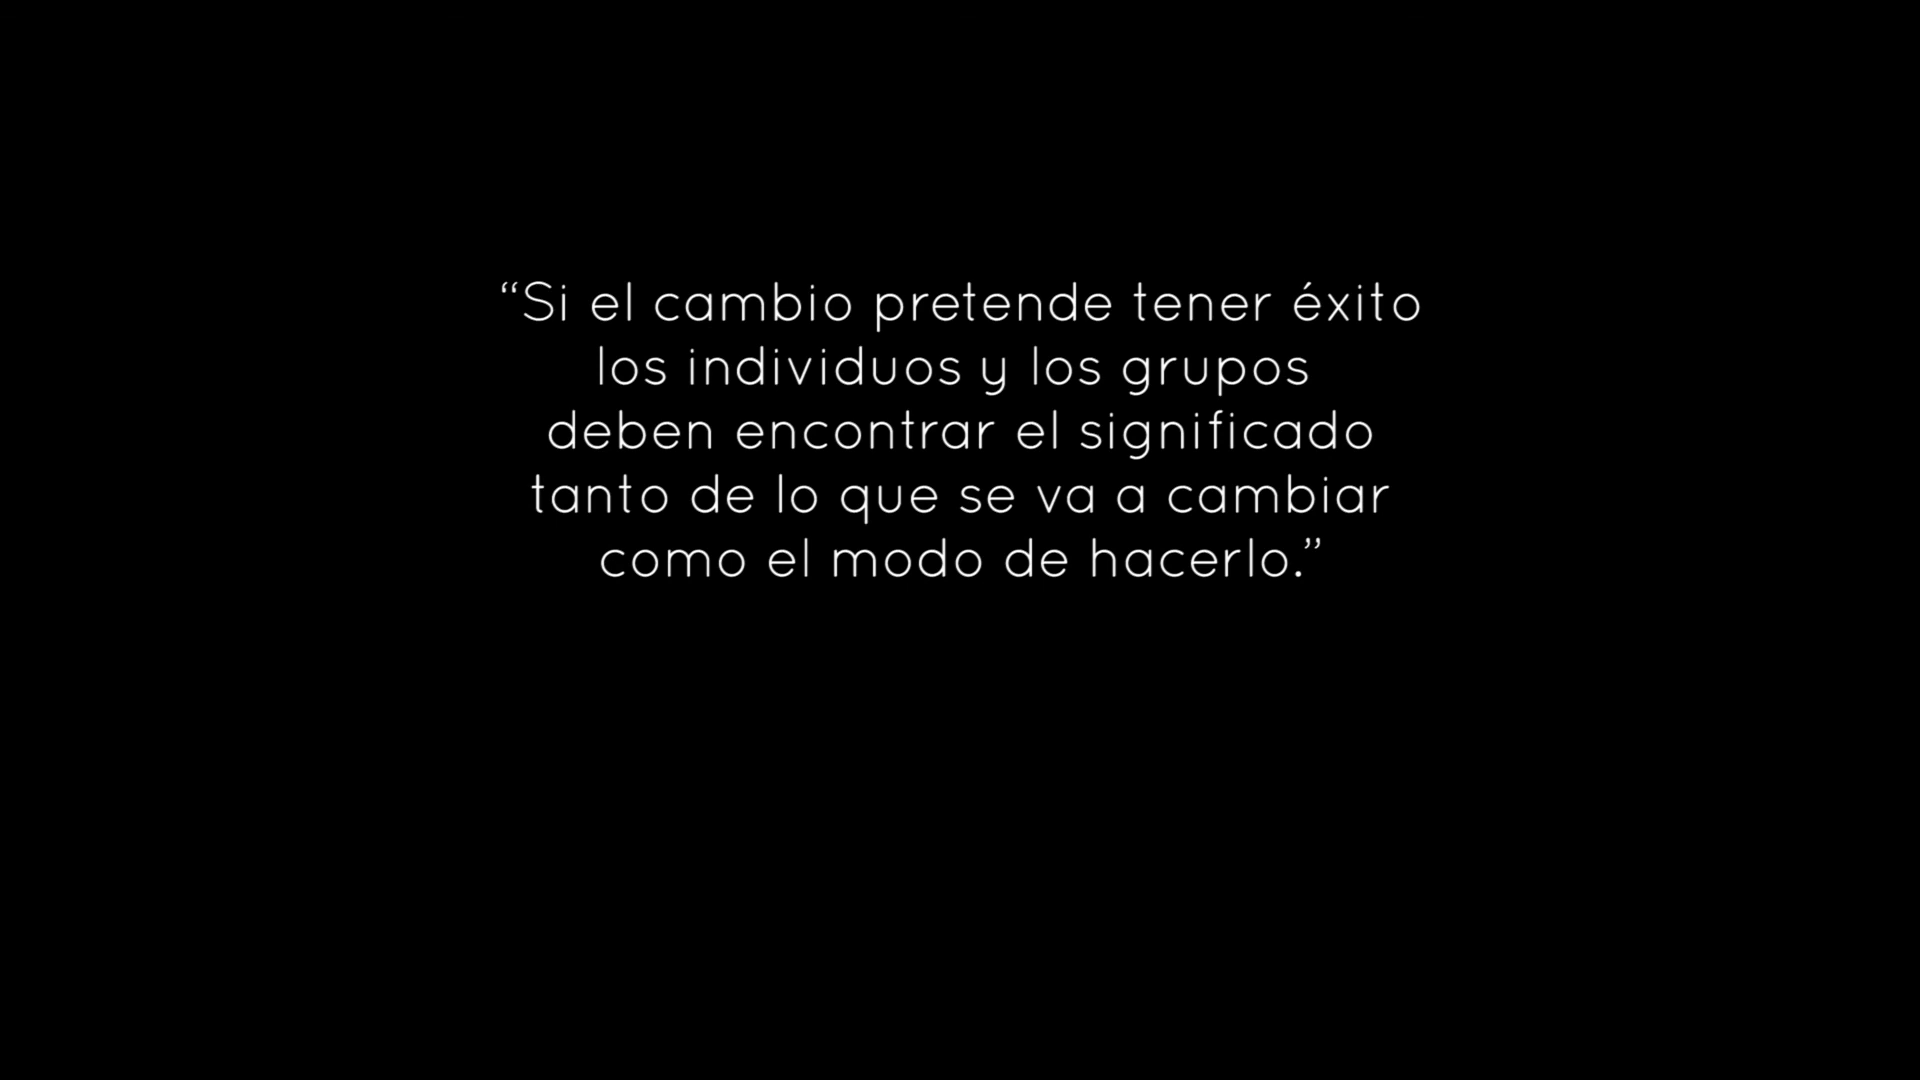 “Si el cambio pretende tener éxito
los individuos y los grupos
deben encontrar el significado
tanto de lo que se va a cambiar
como el modo de hacerlo.”